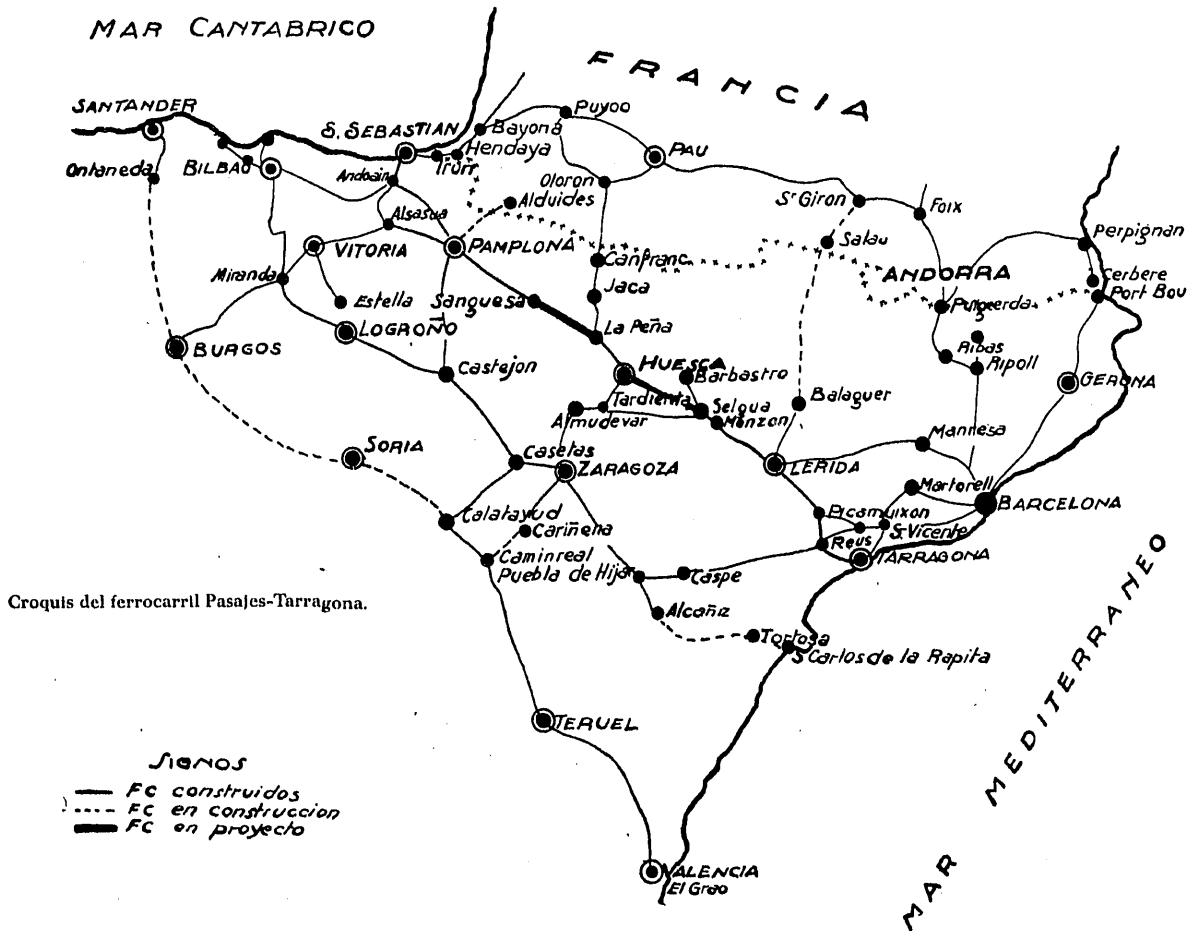 MAR CANTABRICO
FRANCIA
SANTANDER
Puyoo
S. SEBASTIAN
Bayona
Hendaya
Irun
PAU
Ontaneda
BILBAO
Andoain
Oloron
Alduides
St Giron
Foix
Alsasua
VITORIA
PAMPLONA
Salau
Perpignan
Canfranc
ANDORRA
Cerbere
Port Bou
Miranda
Estella
Sanguesa
Jaca
Puigcerda
LOGROÑO
La Peña
BURGOS
Ribas
Ripoll
Castejon
HUESCA
Barbastro
GERONA
Tardienta
Selgua
Balaguer
Almudevar
Monzon
SORIA
Manresa
Casetas
ZARAGOZA
LERIDA
Martorell
BARCELONA
Calatayud
Cariñena
Picamoixon
S. Vicente
Reus
TARRAGONA
Caminreal
Puebla de Hijar
Caspe
Croquis del ferrocarril Pasajes-Tarragona.
Alcañiz
Tortosa
S Carlos de la Rapita
MAR MEDITERRANEO
TERUEL
SIGNOS
FC construidos
FC en construccion
FC en proyecto
VALENCIA
El Grao